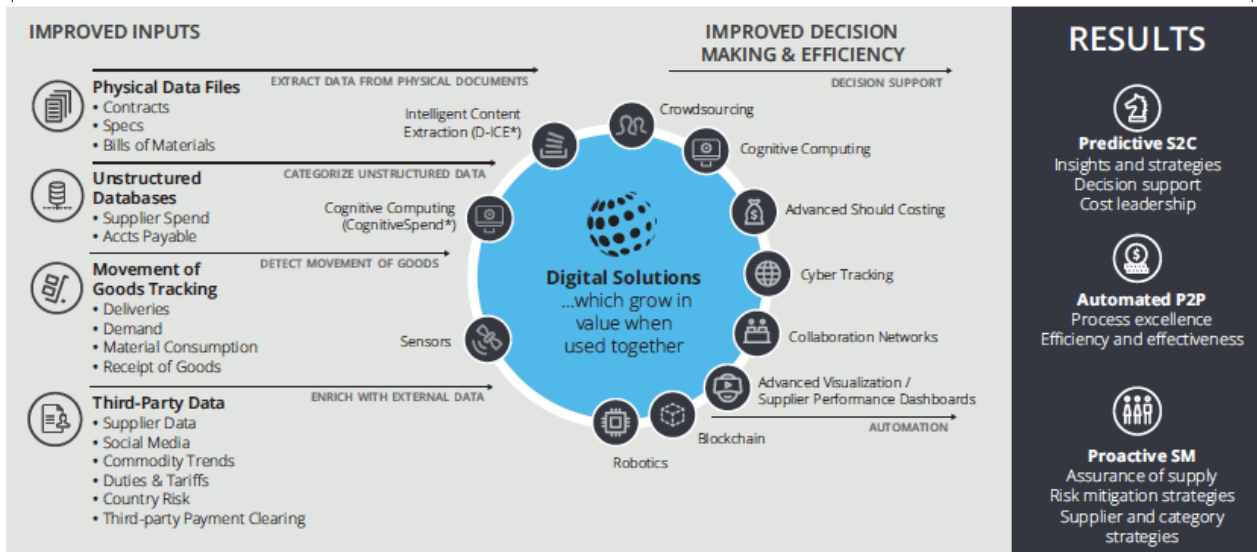 IMPROVED INPUTS
EXTRACT DATA FROM PHYSICAL DOCUMENTS
Physical Data Files
• Contracts
• Specs
• Bills of Materials
CATEGORIZE UNSTRUCTURED DATA
Unstructured
Databases
• Supplier Spend
• Accts Payable
DETECT MOVEMENT OF GOODS
Movement of
Goods Tracking
• Deliveries
• Demand
• Material Consumption
• Receipt of Goods
ENRICH WITH EXTERNAL DATA
Third-Party Data
• Supplier Data
• Social Media
• Commodity Trends
• Duties & Tariffs
• Country Risk
• Third-party Payment Clearing
Intelligent Content
Extraction (D-ICE*)
Cognitive Computing
(CognitiveSpend*)
Sensors
Digital Solutions
...which grow in
value when
used together
IMPROVED DECISION
MAKING & EFFICIENCY
DECISION SUPPORT
Crowdsourcing
Cognitive Computing
Advanced Should Costing
Cyber Tracking
Collaboration Networks
Advanced Visualization /
Supplier Performance Dashboards
AUTOMATION
Blockchain
Robotics
RESULTS
Predictive S2C
Insights and strategies
Decision support
Cost leadership
Automated P2P
Process excellence
Efficiency and effectiveness
Proactive SM
Assurance of supply
Risk mitigation strategies
Supplier and category
strategies